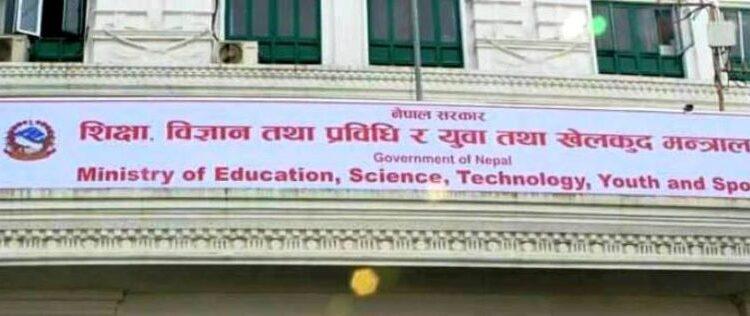 नेपाल सरकार
शिक्षा, विज्ञान तथा प्रविधि र युवा तथा खेलकुद मन्त्राल
Government of Nepal
Ministry of Education, Science, Technology, Youth and Spo